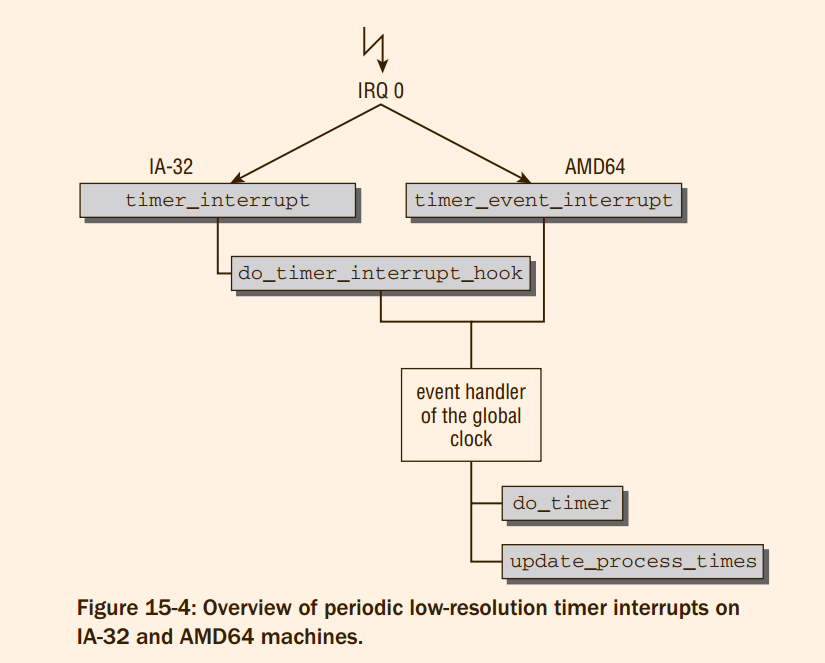 IRQ 0
IA-32
AMD64
timer_interrupt
timer_event_interrupt
do_timer_interrupt_hook
event handler
of the global
clock
do_timer
update_process_times
Figure 15-4: Overview of periodic low-resolution timer interrupts on
IA-32 and AMD64 machines.